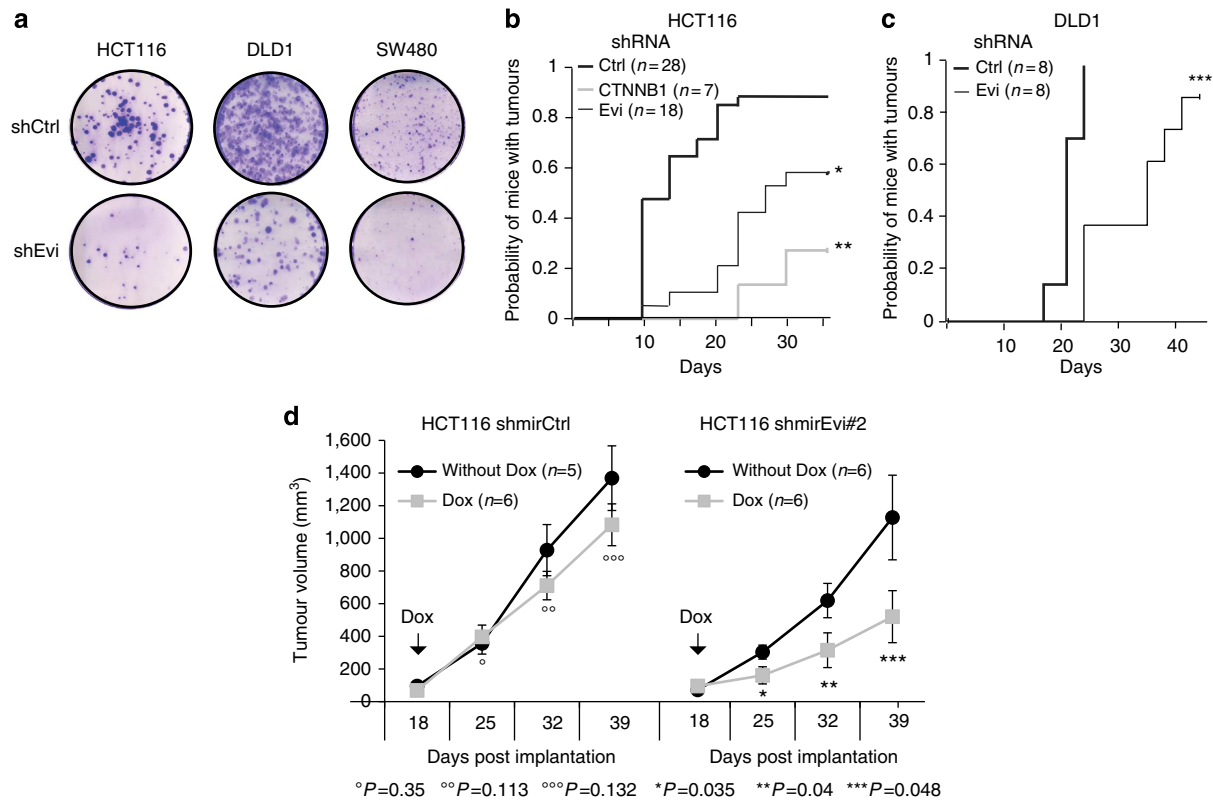 a
HCT116 DLD1 SW480
shCtrl
shEvi
b
HCT116
shRNA
Ctrl (n=28)
CTNNB1 (n=7)
Evi (n=18)
Probability of mice with tumours
1
0.8
0.6
0.4
0.2
0
*
**
10 20 30
Days
c
DLD1
shRNA
Ctrl (n=8)
Evi (n=8)
Probability of mice with tumours
1
0.8
0.6
0.4
0.2
0
***
10 20 30 40
Days
d
HCT116 shmirCtrl
HCT116 shmirEvi#2
Tumour volume (mm³)
1,600
1,400
1,200
1,000
800
600
400
200
0
Without Dox (n=5)
Dox (n=6)
Dox
°
°°
°°°
Without Dox (n=6)
Dox (n=6)
Dox
*
**
***
18 25 32 39 18 25 32 39
Days post implantation Days post implantation
°P=0.35 °°P=0.113 °°°P=0.132 *P=0.035 **P=0.04 ***P=0.048